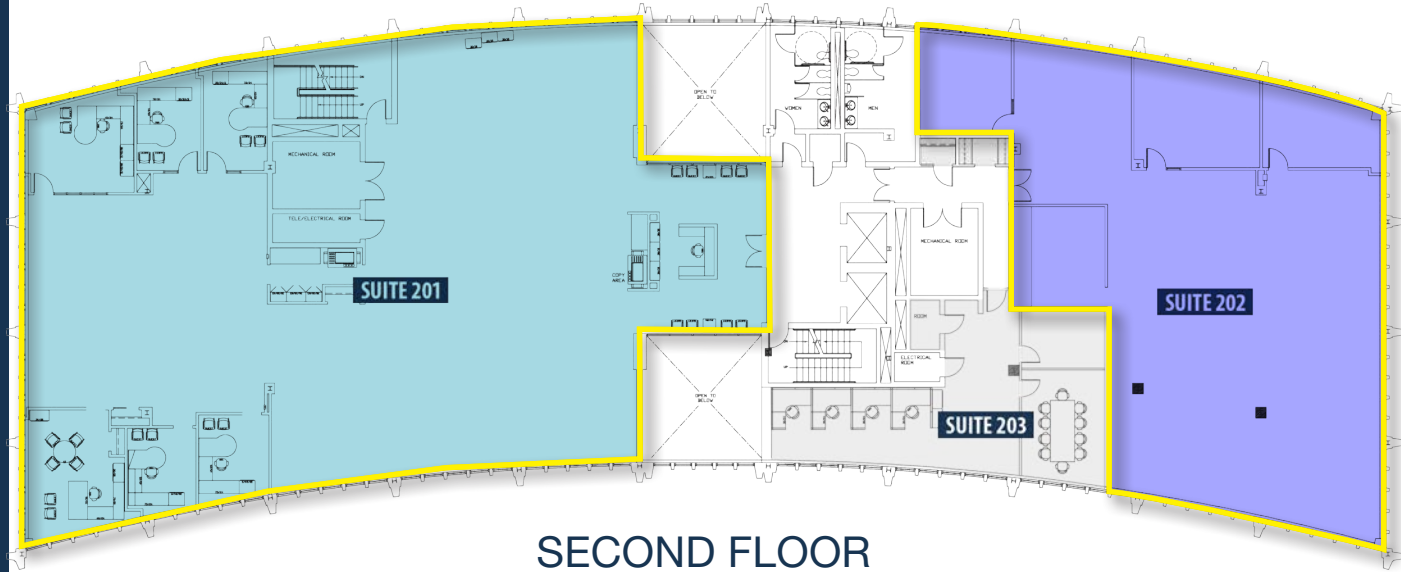 OPEN TO
BELOW
WOMEN
MEN
MECHANICAL ROOM
TELE/ELECTRICAL ROOM
MECHANICAL ROOM
COPY
AREA
SUITE 201
SUITE 202
ROOM
UP
ELECTRICAL
ROOM
OPEN TO
BELOW
SUITE 203
SECOND FLOOR